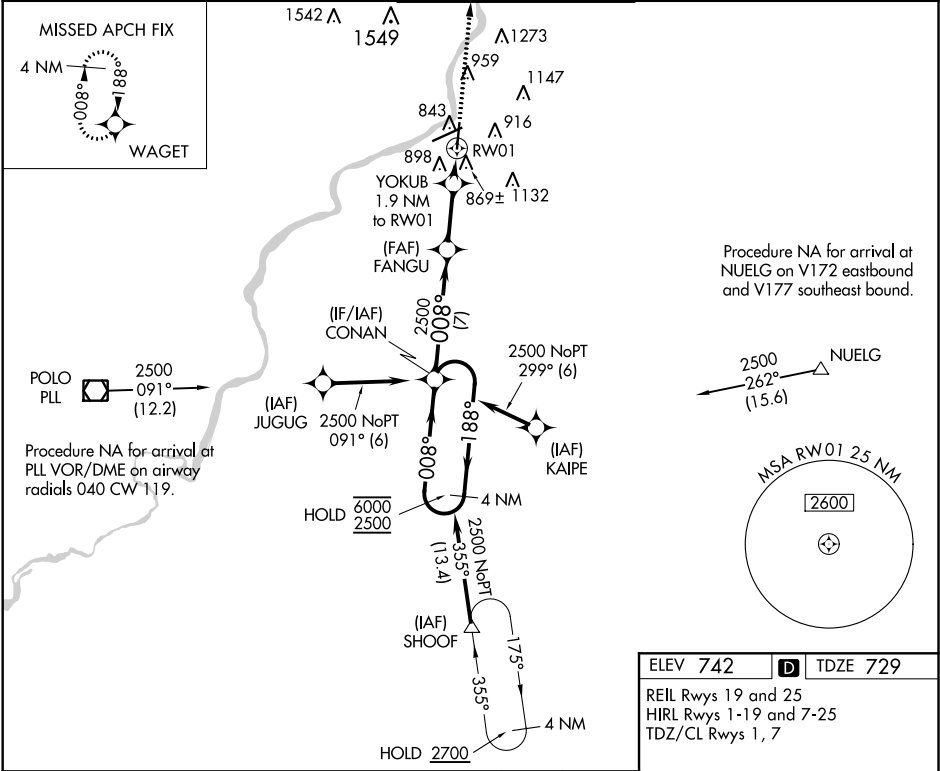 MISSED APCH FIX
4 NM
008°
188°
WAGET
1542
1549
1273
959
1147
843
916
RW01
898
869± 1132
YOKUB
1.9 NM
to RW01
(FAF)
FANGU
2500
008°
(7)
(IF/IAF)
CONAN
Procedure NA for arrival at
NUELG on V172 eastbound
and V177 southeast bound.
POLO
PLL
2500
091°
(12.2)
Procedure NA for arrival at
PLL VOR/DME on airway
radials 040 CW 119.
(IAF)
JUGUG
2500 NoPT
091° (6)
2500 NoPT
299° (6)
(IAF)
KAIPE
2500
262°
(15.6)
NUELG
008°
188°
HOLD 6000
2500
4 NM
2500 NoPT
355°
(13.4)
(IAF)
SHOOF
175°
355°
4 NM
HOLD 2700
MSA RW01 25 NM
2600
ELEV 742 D TDZE 729
REIL Rwys 19 and 25
HIRL Rwys 1-19 and 7-25
TDZ/CL Rwys 1, 7